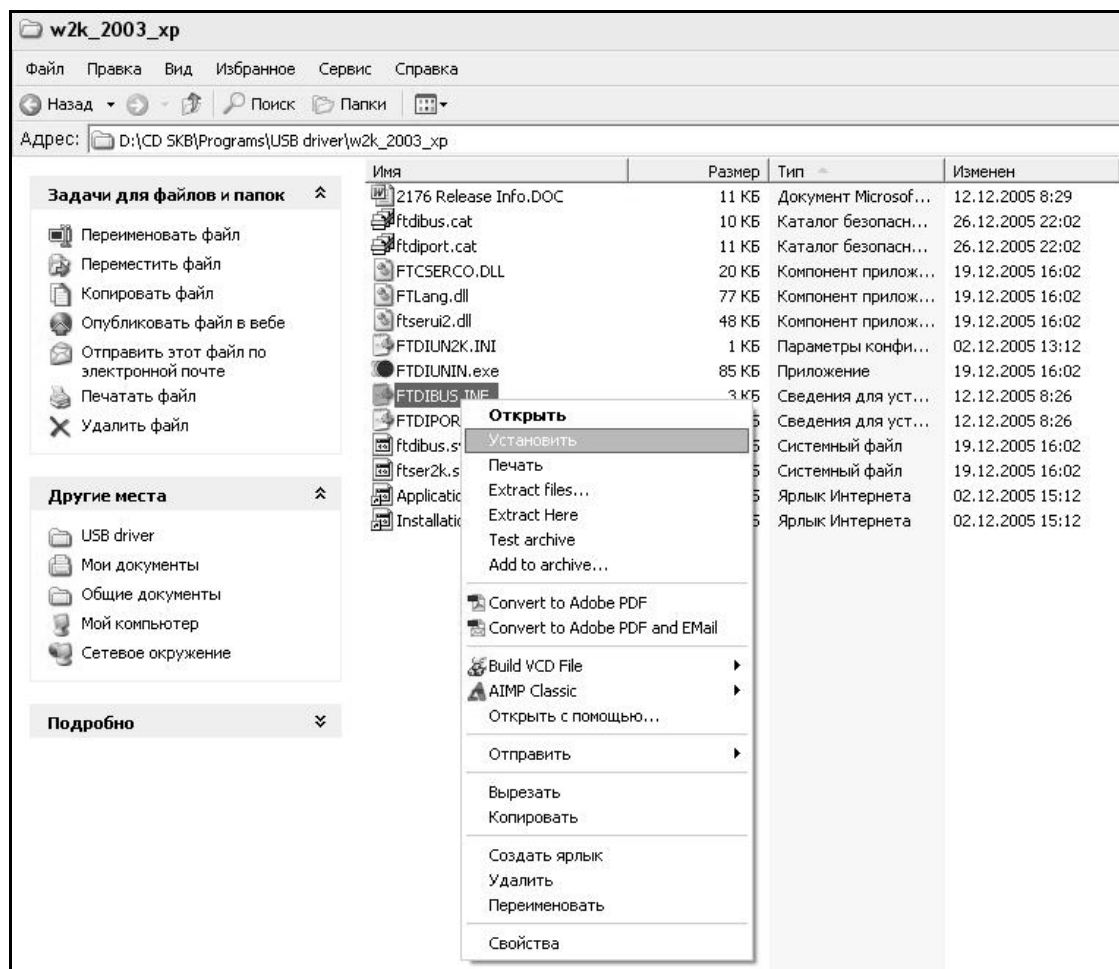 w2k_2003_xp
Файл Правка Вид Избранное Сервис Справка
Назад Поиск Папки
Адрес: D:\CD SKB\Programs\USB driver\w2k_2003_xp
Задачи для файлов и папок
Переименовать файл
Переместить файл
Копировать файл
Опубликовать файл в вебе
Отправить этот файл по
электронной почте
Печатать файл
Удалить файл
Другие места
USB driver
Мои документы
Общие документы
Мой компьютер
Сетевое окружение
Подробно
Имя Размер Тип Изменен
2176 Release Info.DOC 11 КБ Документ Microsof... 12.12.2005 8:29
ftdibus.cat 10 КБ Каталог безопасн... 26.12.2005 22:02
ftdiport.cat 11 КБ Каталог безопасн... 26.12.2005 22:02
FTCSERCO.DLL 20 КБ Компонент прилож... 19.12.2005 16:02
FTLang.dll 77 КБ Компонент прилож... 19.12.2005 16:02
ftserui2.dll 48 КБ Компонент прилож... 19.12.2005 16:02
FTDIUN2K.INI 1 КБ Параметры конфи... 02.12.2005 13:12
FTDIUNIN.exe 85 КБ Приложение 19.12.2005 16:02
FTDIBUS.INF 3 КБ Сведения для уст... 12.12.2005 8:26
FTDIPOR Б Сведения для уст... 12.12.2005 8:26
ftdibus.s Б Системный файл 19.12.2005 16:02
ftser2k.s Б Системный файл 19.12.2005 16:02
Applicatio Б Ярлык Интернета 02.12.2005 15:12
Installatio Б Ярлык Интернета 02.12.2005 15:12
Открыть
Установить
Печать
Extract files...
Extract Here
Test archive
Add to archive...
Convert to Adobe PDF
Convert to Adobe PDF and EMail
Build VCD File
AIMP Classic
Открыть с помощью...
Отправить
Вырезать
Копировать
Создать ярлык
Удалить
Переименовать
Свойства